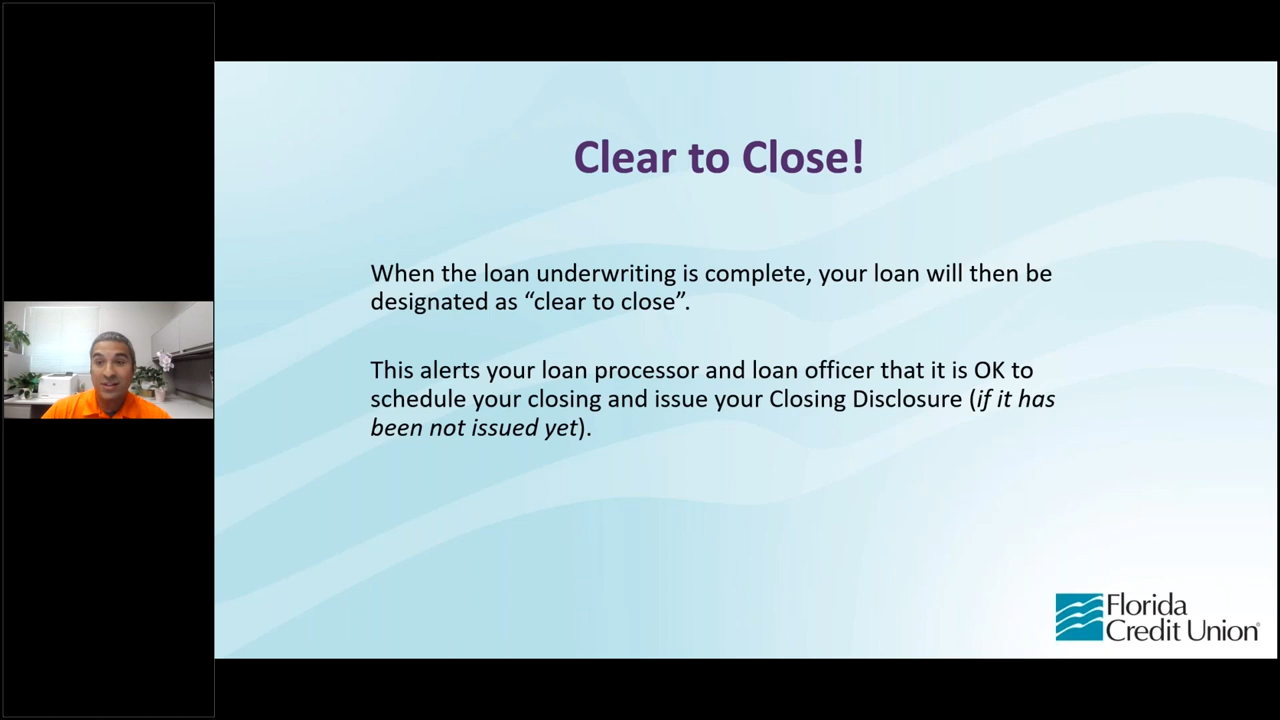 Clear to Close!
When the loan underwriting is complete, your loan will then be
designated as “clear to close”.
This alerts your loan processor and loan officer that it is OK to
schedule your closing and issue your Closing Disclosure (if it has
been not issued yet).
Florida
Credit Union®